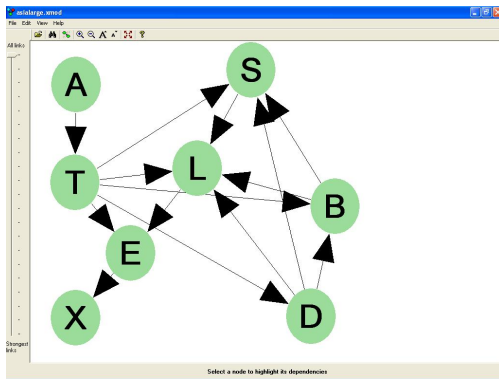 asialarge.xmod
File Edit View Help
All links
A
S
T
L
B
E
X
D
Strongest
links
Select a node to highlight its dependencies